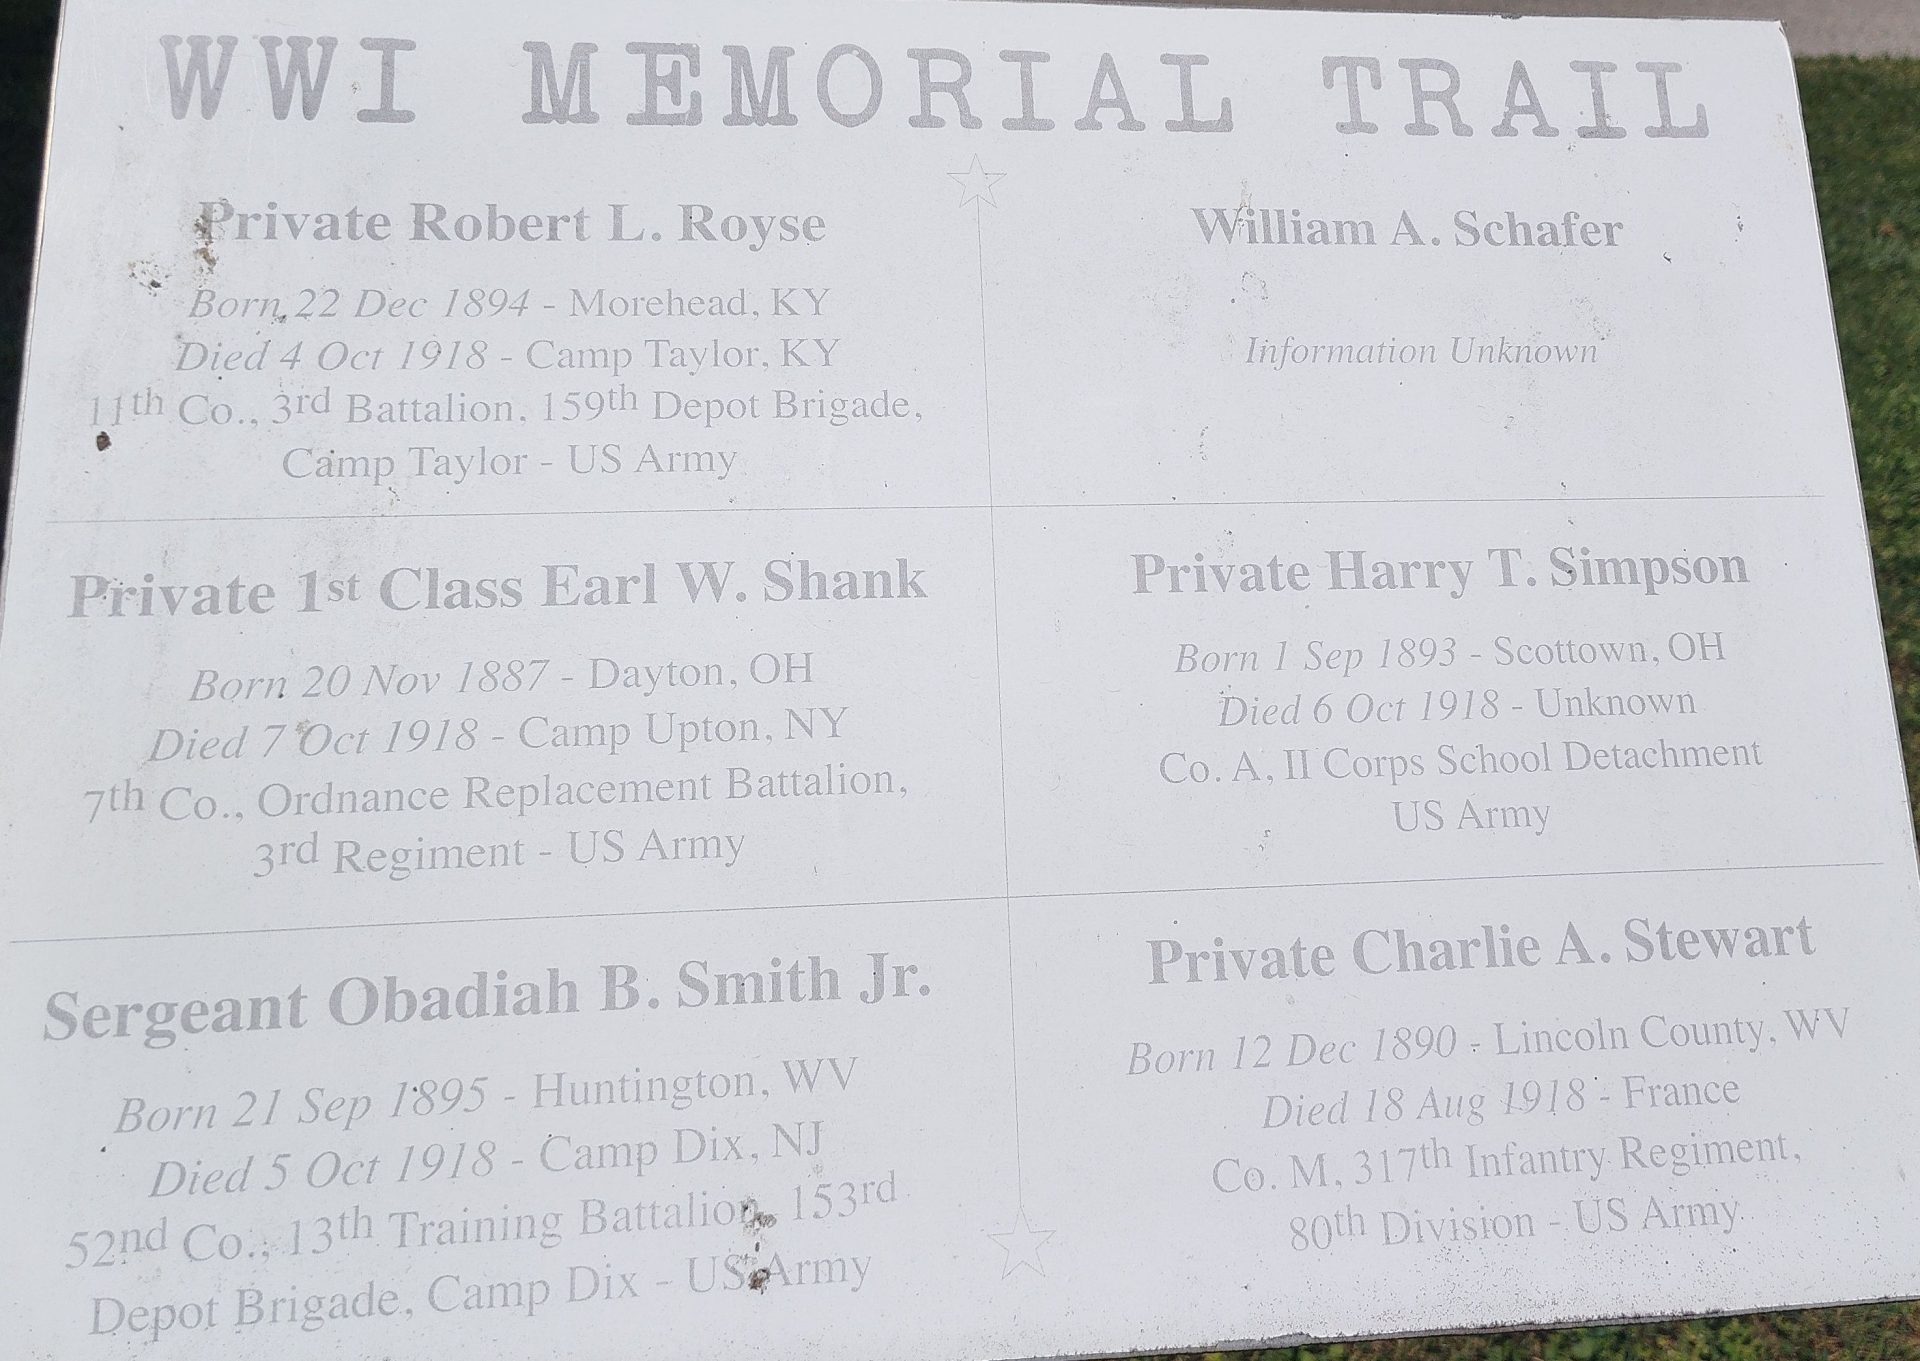 WWI MEMORIAL TRAIL
Private Robert L. Royse
Born 22 Dec 1894 - Morehead, KY
Died 4 Oct 1918 - Camp Taylor, KY
11th Co., 3rd Battalion, 159th Depot Brigade,
Camp Taylor - US Army
William A. Schafer
Information Unknown
Private 1st Class Earl W. Shank
Born 20 Nov 1887 - Dayton, OH
Died 7 Oct 1918 - Camp Upton, NY
7th Co., Ordnance Replacement Battalion,
3rd Regiment - US Army
Private Harry T. Simpson
Born 1 Sep 1893 - Scottown, OH
Died 6 Oct 1918 - Unknown
Co. A, II Corps School Detachment
US Army
Sergeant Obadiah B. Smith Jr.
Born 21 Sep 1895 - Huntington, WV
Died 5 Oct 1918 - Camp Dix, NJ
52nd Co., 13th Training Battalion, 153rd
Depot Brigade, Camp Dix - US Army
Private Charlie A. Stewart
Born 12 Dec 1890 - Lincoln County, WV
Died 18 Aug 1918 - France
Co. M, 317th Infantry Regiment,
80th Division - US Army